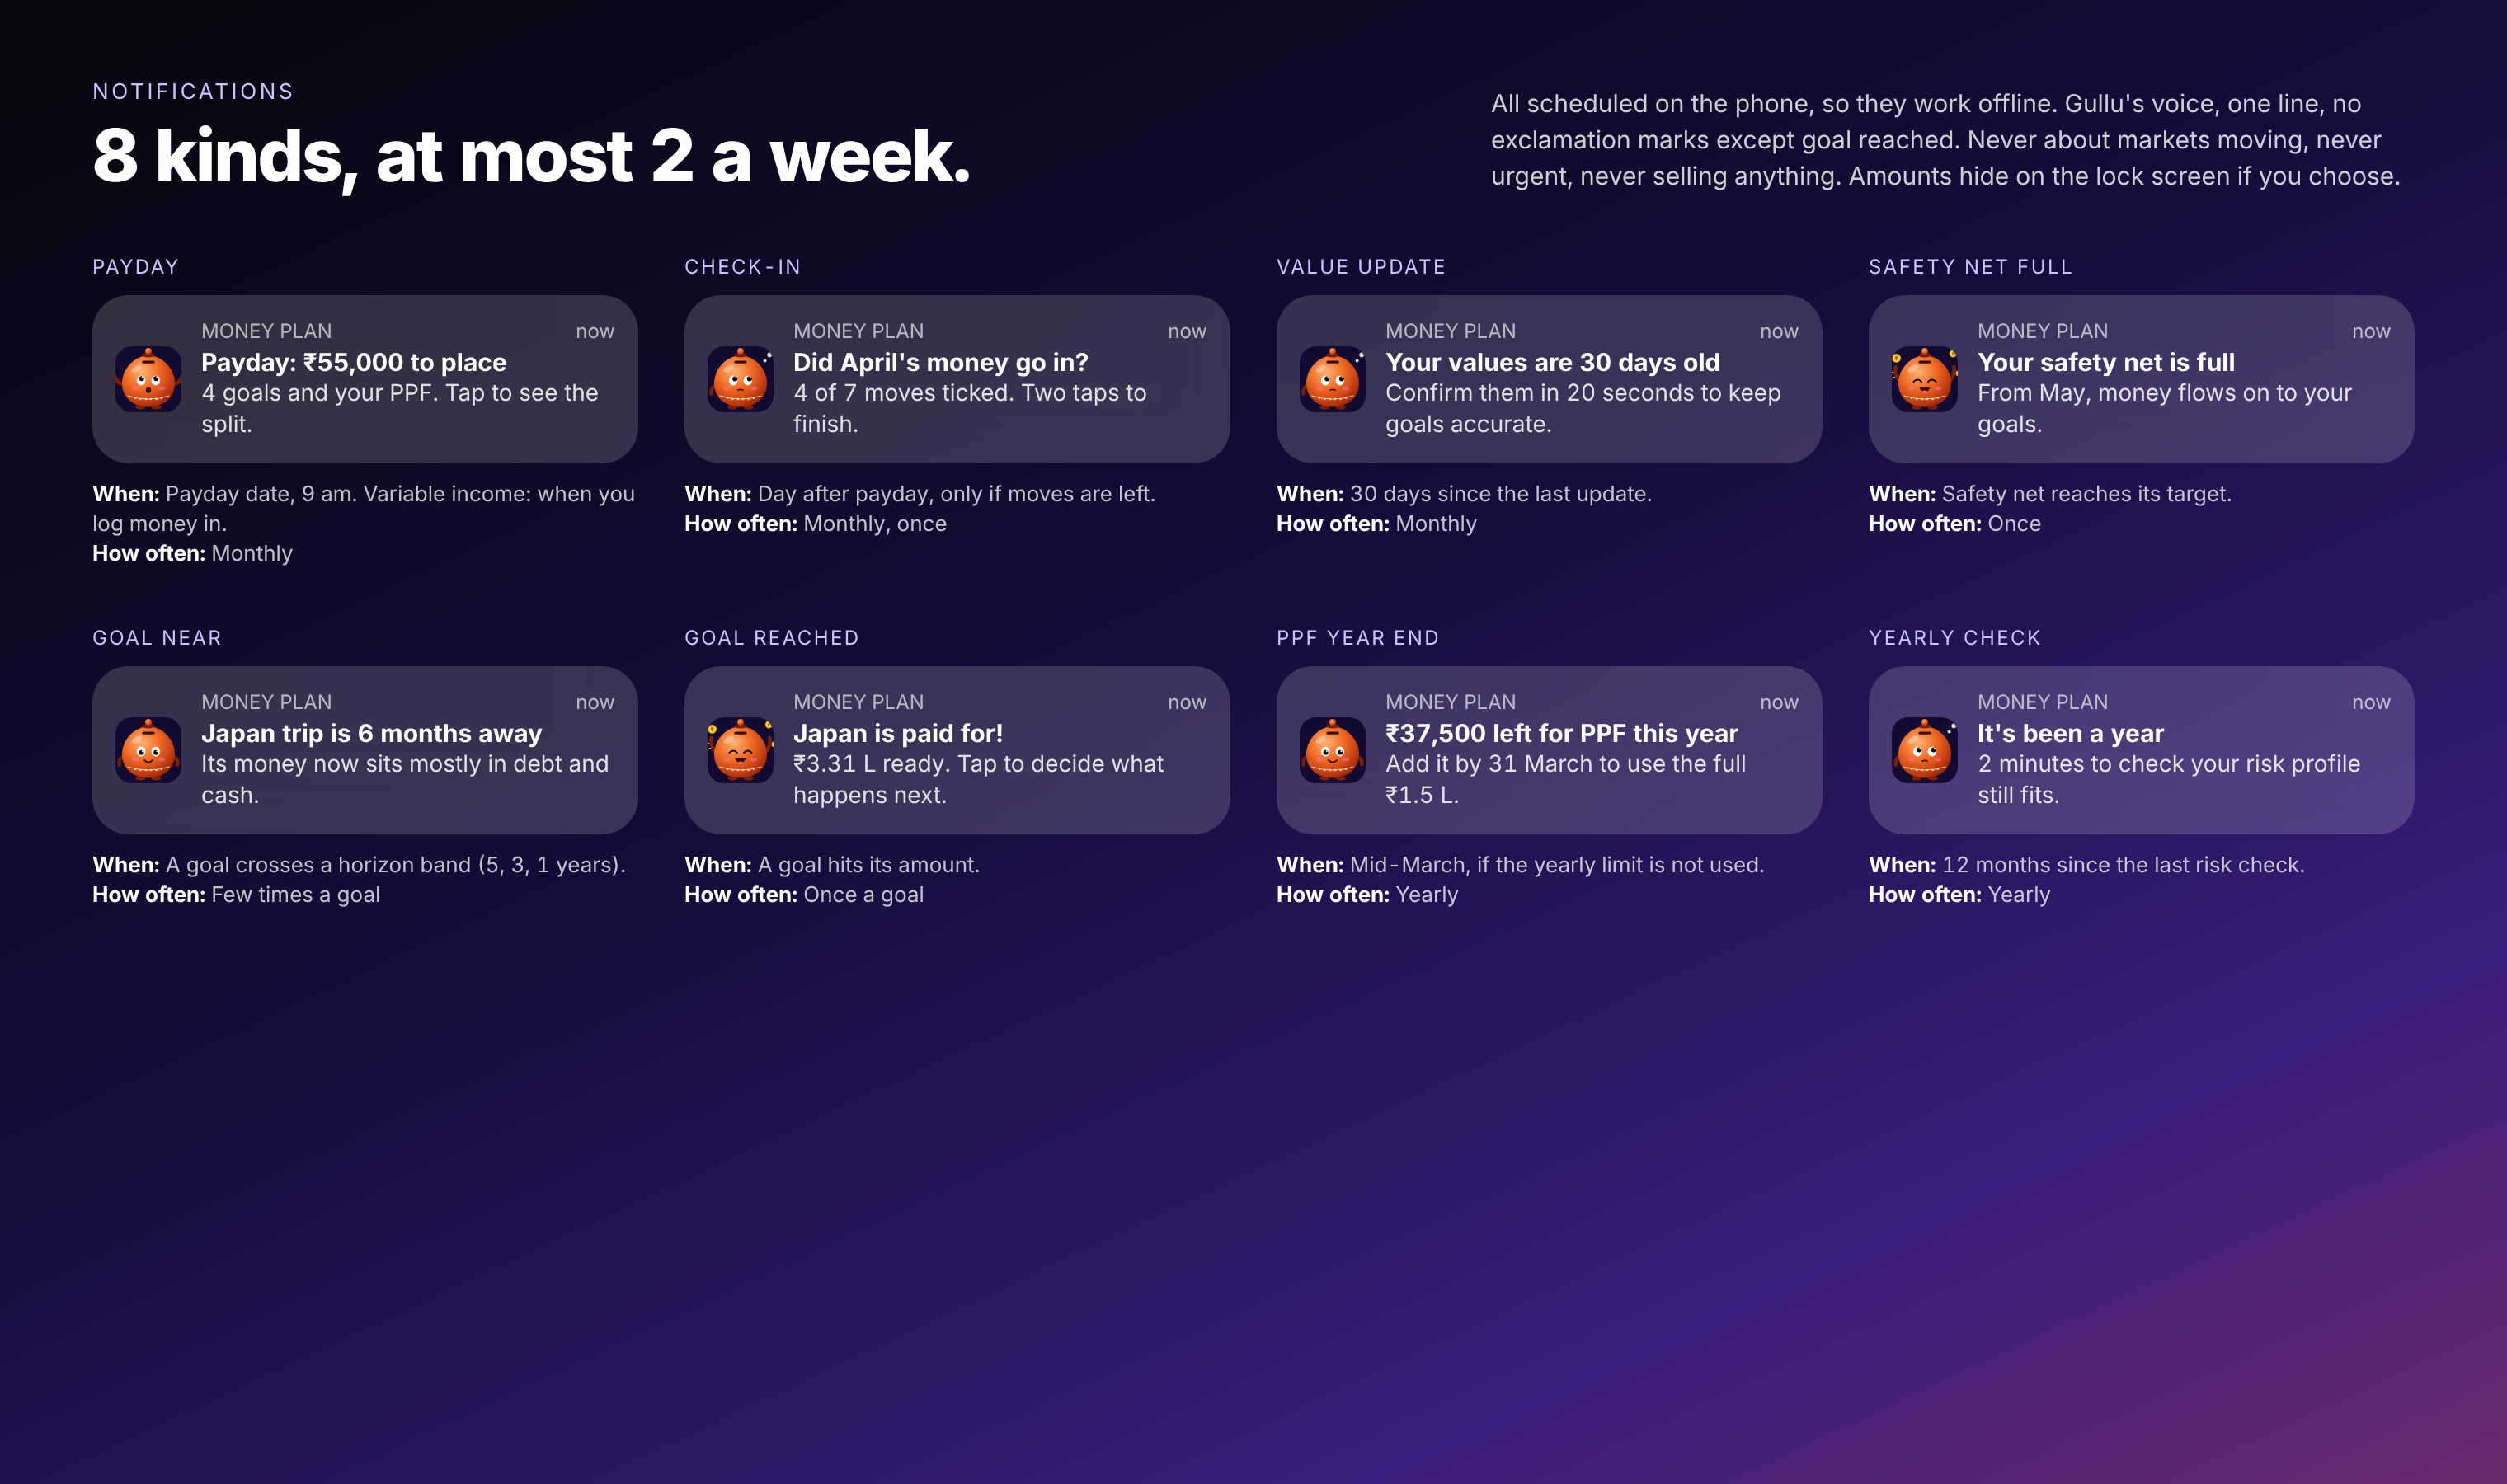 NOTIFICATIONS
8 kinds, at most 2 a week.
All scheduled on the phone, so they work offline. Gullu's voice, one line, no
exclamation marks except goal reached. Never about markets moving, never
urgent, never selling anything. Amounts hide on the lock screen if you choose.
PAYDAY
MONEY PLAN now
Payday: ₹55,000 to place
4 goals and your PPF. Tap to see the
split.
When: Payday date, 9 am. Variable income: when you
log money in.
How often: Monthly
CHECK-IN
MONEY PLAN now
Did April's money go in?
4 of 7 moves ticked. Two taps to
finish.
When: Day after payday, only if moves are left.
How often: Monthly, once
VALUE UPDATE
MONEY PLAN now
Your values are 30 days old
Confirm them in 20 seconds to keep
goals accurate.
When: 30 days since the last update.
How often: Monthly
SAFETY NET FULL
MONEY PLAN now
Your safety net is full
From May, money flows on to your
goals.
When: Safety net reaches its target.
How often: Once
GOAL NEAR
MONEY PLAN now
Japan trip is 6 months away
Its money now sits mostly in debt and
cash.
When: A goal crosses a horizon band (5, 3, 1 years).
How often: Few times a goal
GOAL REACHED
MONEY PLAN now
Japan is paid for!
₹3.31 L ready. Tap to decide what
happens next.
When: A goal hits its amount.
How often: Once a goal
PPF YEAR END
MONEY PLAN now
₹37,500 left for PPF this year
Add it by 31 March to use the full
₹1.5 L.
When: Mid-March, if the yearly limit is not used.
How often: Yearly
YEARLY CHECK
MONEY PLAN now
It's been a year
2 minutes to check your risk profile
still fits.
When: 12 months since the last risk check.
How often: Yearly